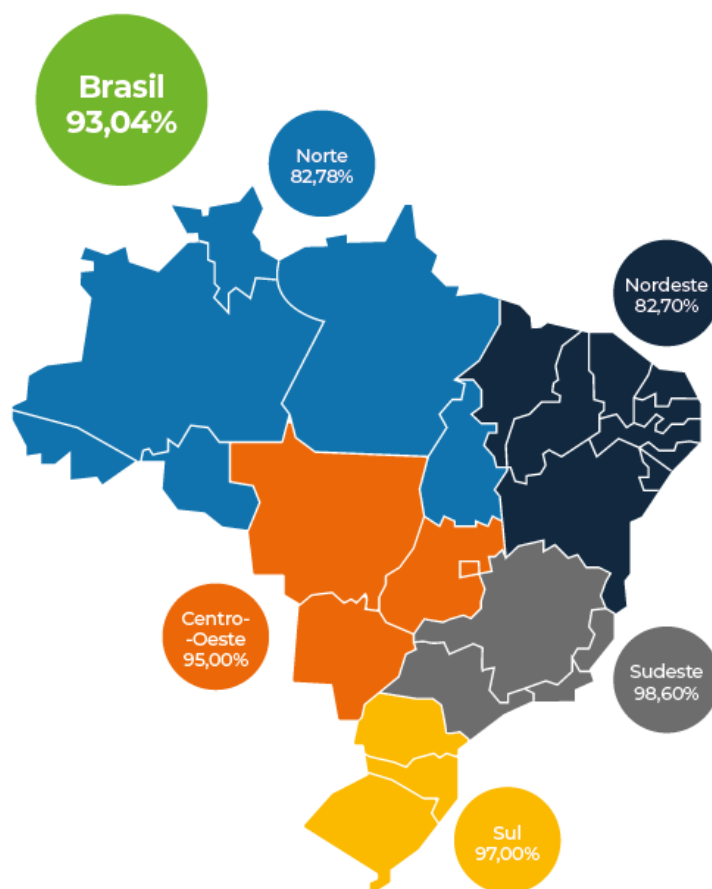 Brasil
93,04%
Norte
82,78%
Nordeste
82,70%
Centro-
-Oeste
95,00%
Sudeste
98,60%
Sul
97,00%